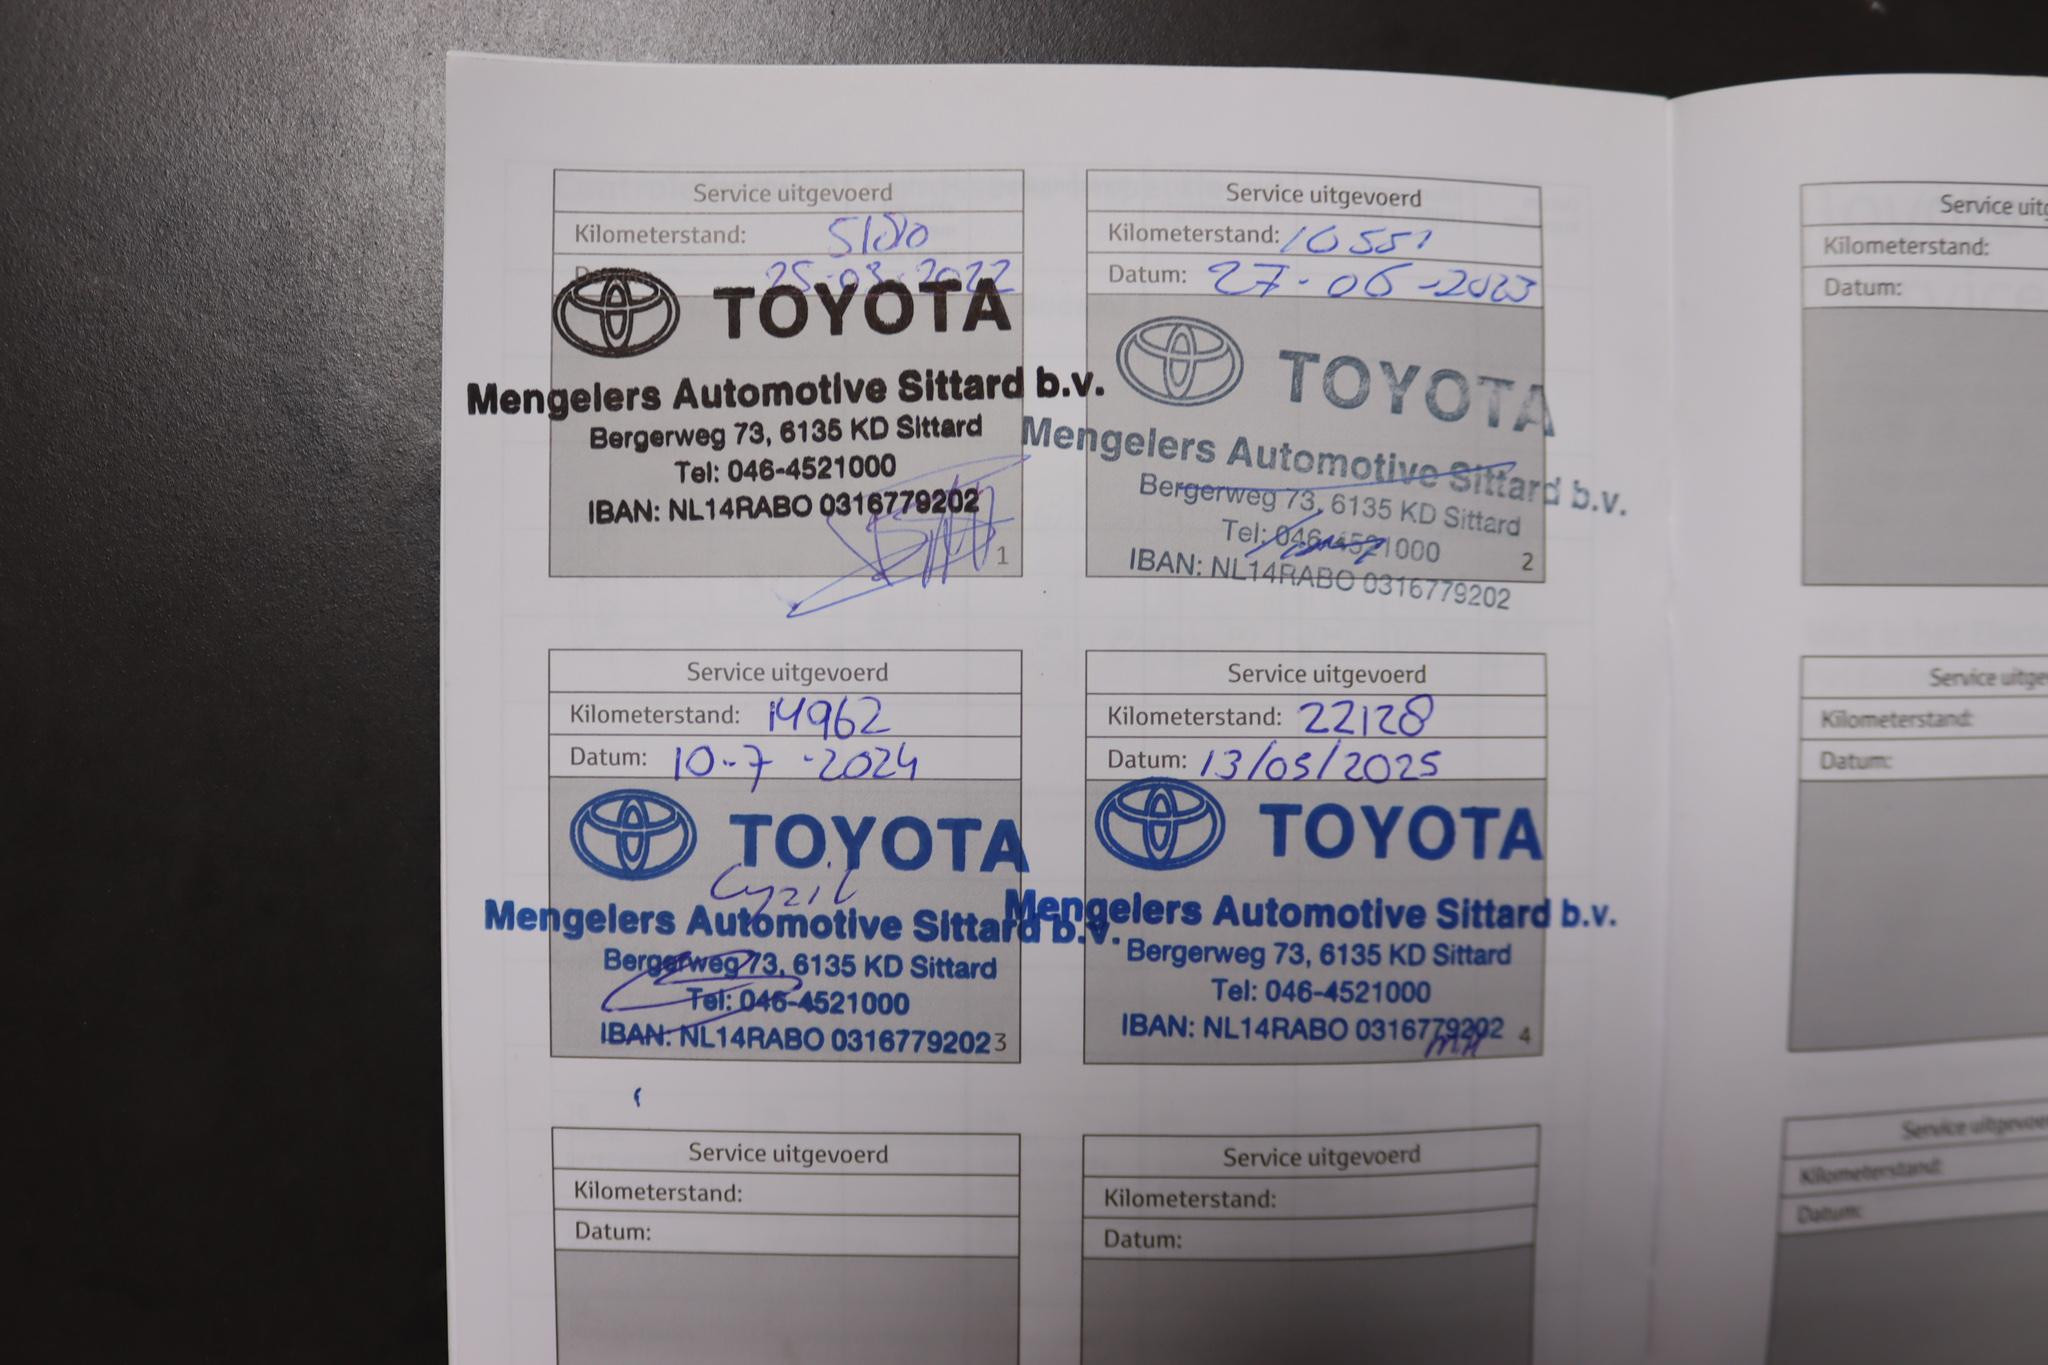 Service uitgevoerd
Kilometerstand:
Datum: 25-03-2022
TOYOTA
Mengelers Automotive Sittard b.v.
Bergerweg 73, 6135 KD Sittard
Tel: 046-4521000
IBAN: NL14RABO 0316779202
1
Service uitgevoerd
Kilometerstand: 10551
Datum: 27-06-2023
TOYOTA
Mengelers Automotive Sittard b.v.
Bergerweg 73, 6135 KD Sittard
Tel: 046-4521000
IBAN: NL14RABO 0316779202
2
Service uitgevoerd
Kilometerstand: 14962
Datum: 10-7-2024
TOYOTA
Mengelers Automotive Sittard b.v.
Bergerweg 73, 6135 KD Sittard
Tel: 046-4521000
IBAN: NL14RABO 0316779202
3
Service uitgevoerd
Kilometerstand: 22128
Datum: 13/05/2025
TOYOTA
Mengelers Automotive Sittard b.v.
Bergerweg 73, 6135 KD Sittard
Tel: 046-4521000
IBAN: NL14RABO 0316779202
4
Service uitgevoerd
Kilometerstand:
Datum:
Service uitgevoerd
Kilometerstand:
Datum:
Service
Kilometerstand:
Datum:
Service
Kilometerstand:
Datum:
Service
Kilometerstand:
Datum: